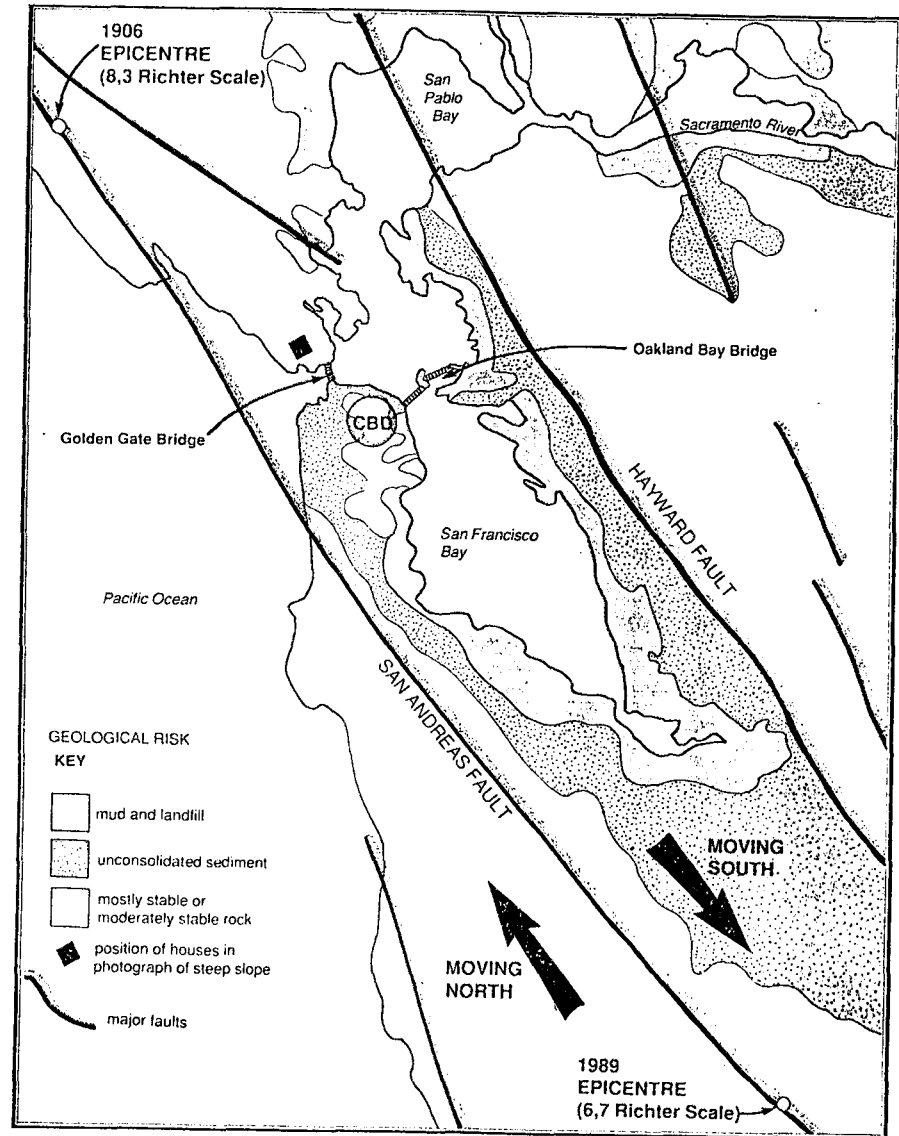 1906
EPICENTRE
(8,3 Richter Scale)
San
Pablo
Bay
Sacramento River
Oakland Bay Bridge
Golden Gate Bridge
CBD
HAYWARD FAULT
San Francisco
Bay
Pacific Ocean
SAN ANDREAS FAULT
GEOLOGICAL RISK
KEY
mud and landfill
unconsolidated sediment
mostly stable or
moderately stable rock
position of houses in
photograph of steep slope
major faults
MOVING
SOUTH
MOVING
NORTH
1989
EPICENTRE
(6,7 Richter Scale)